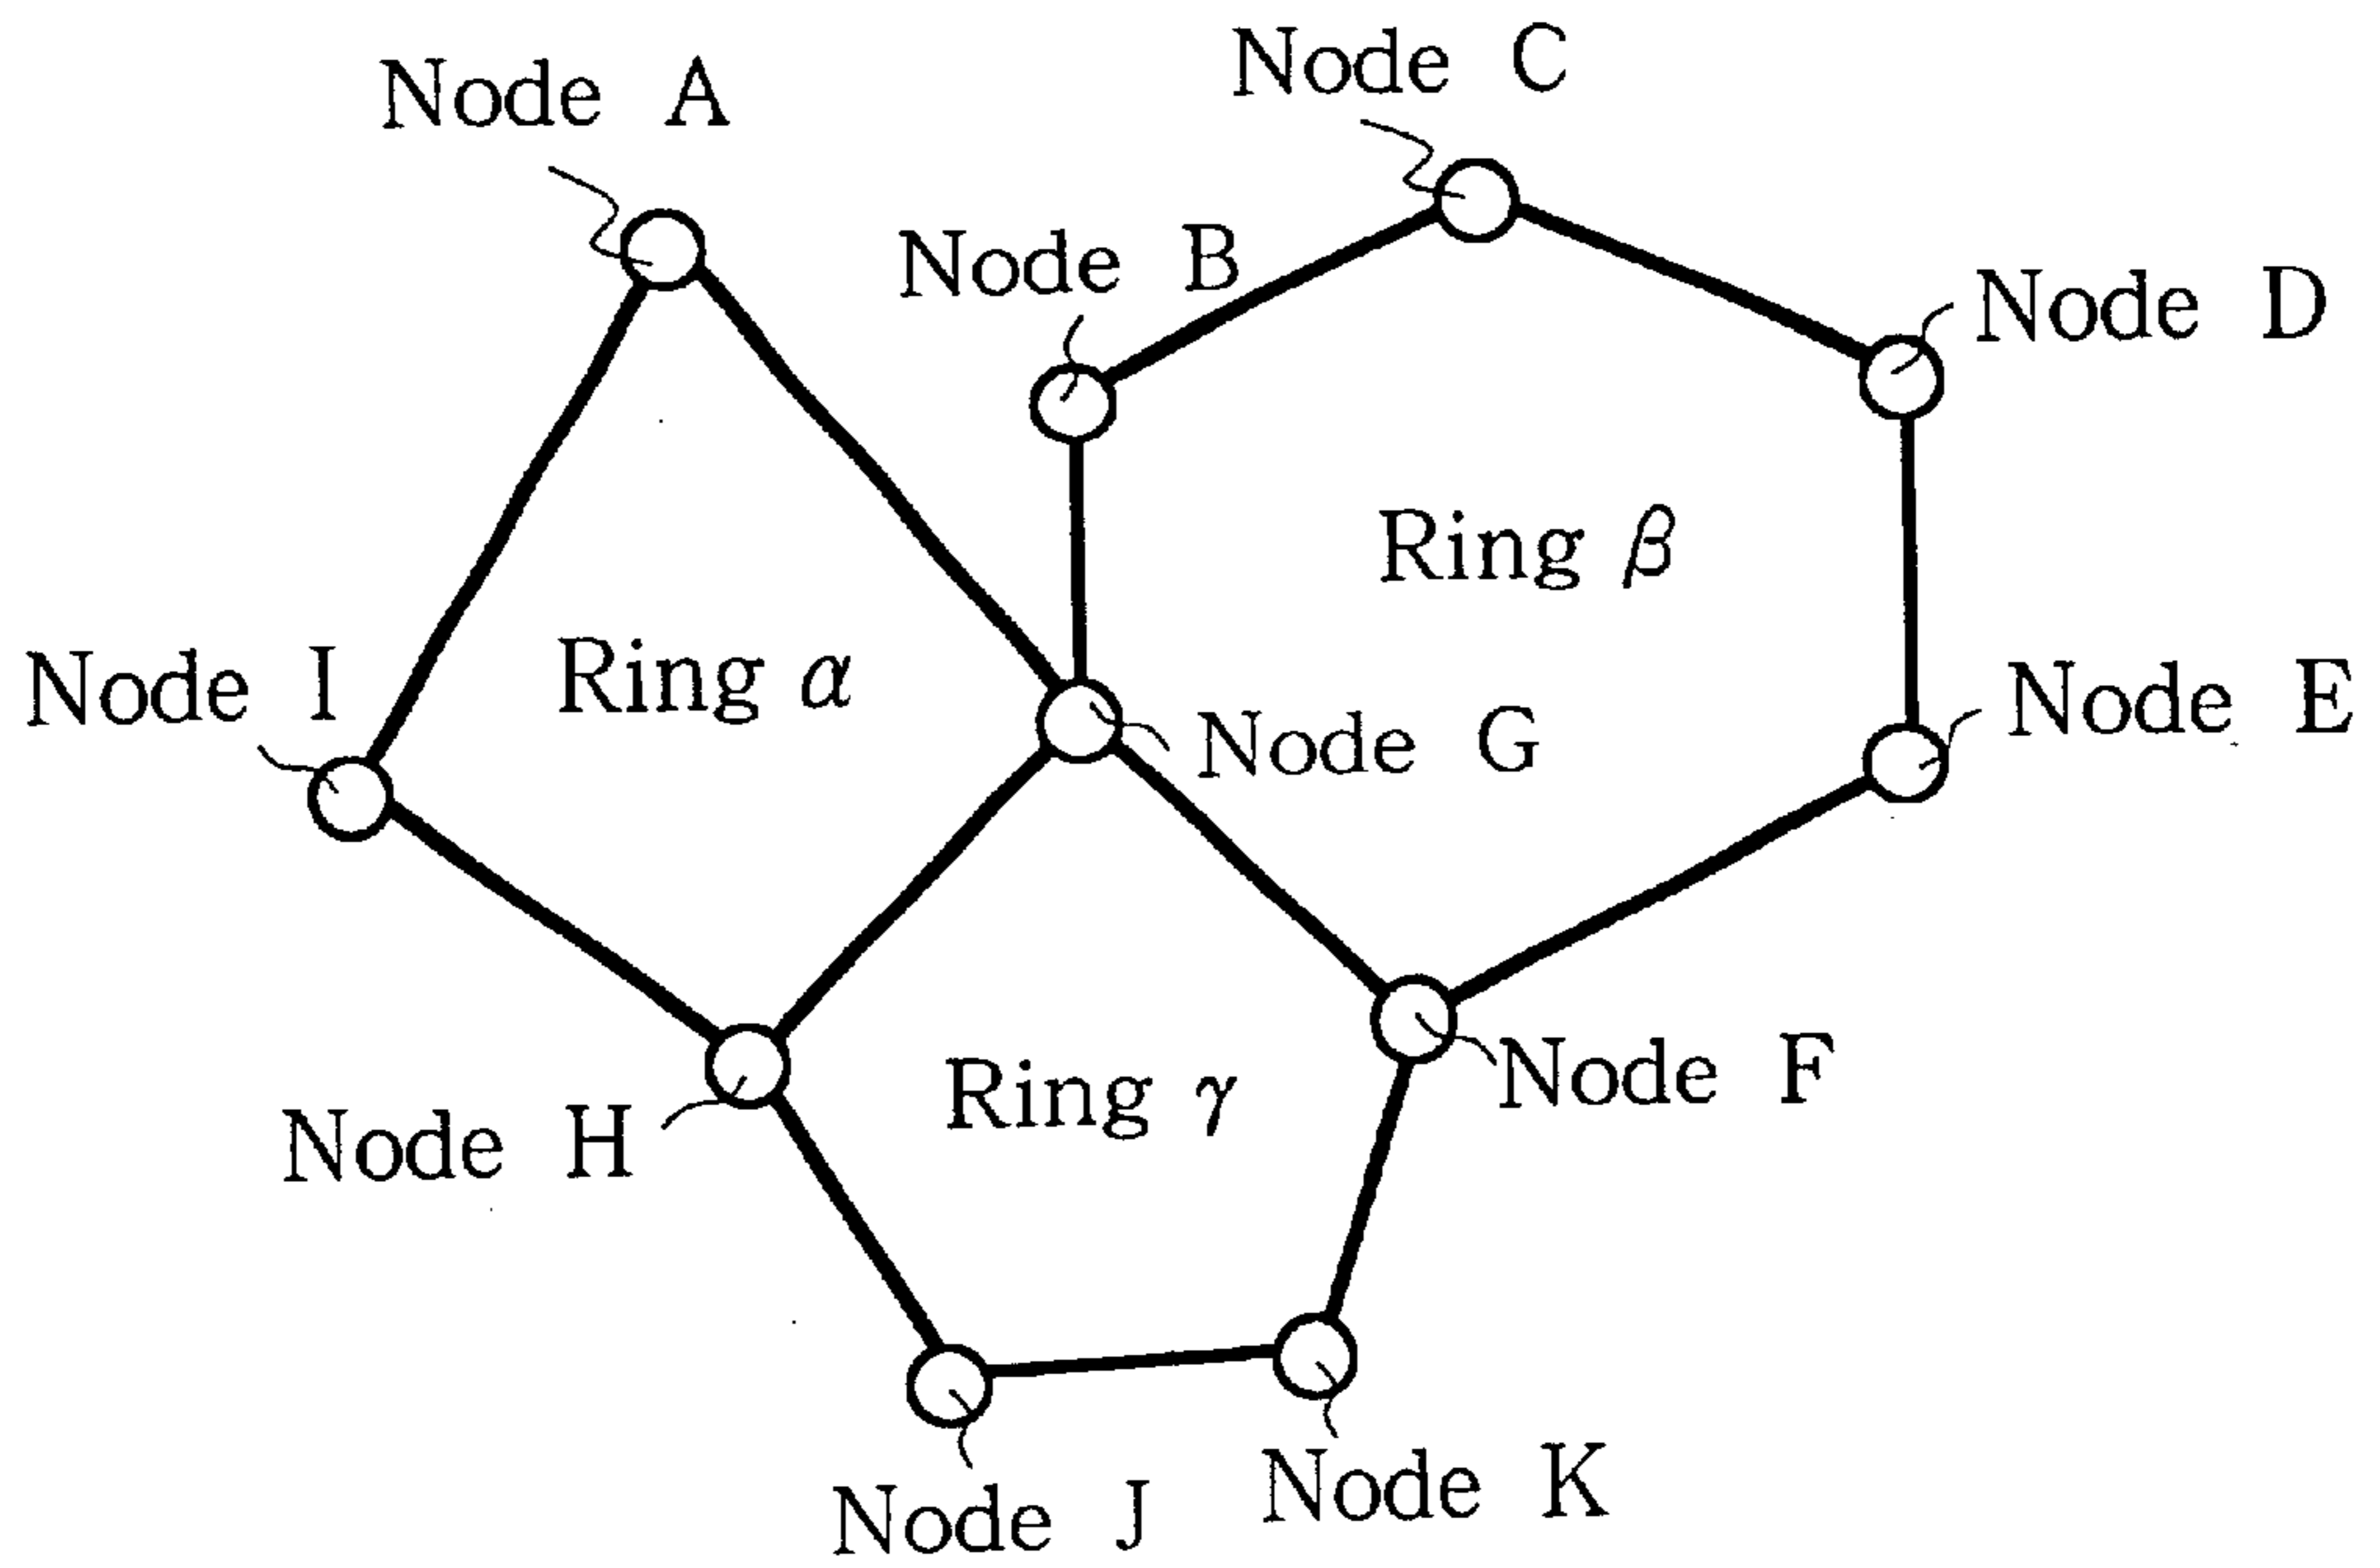 Node C
Node A
Node B
Node D
Ring β
Node I
Ring α
Node E
Node G
Node F
Ring γ
Node H
Node K
Node J